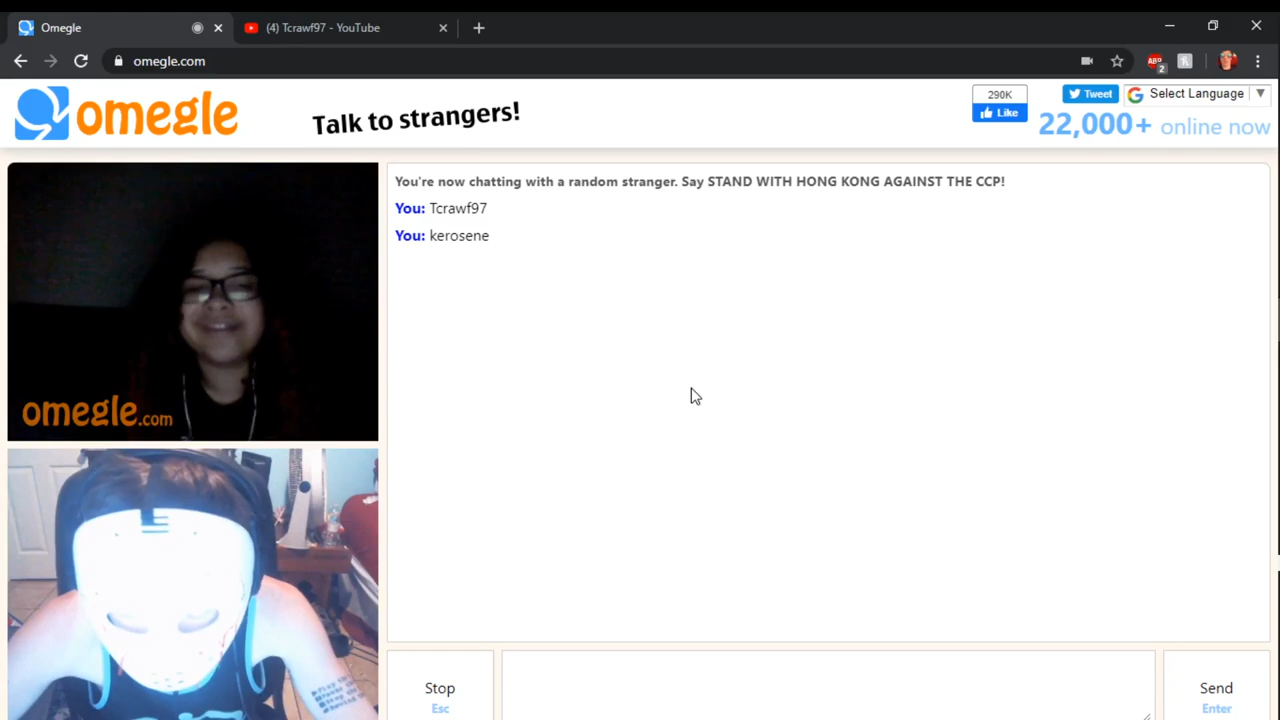 Omegle
(4) Tcrawf97 - YouTube
omegle.com
ABP
2
omegle
Talk to strangers!
290K
Like
Tweet
Select Language
22,000+ online now
You're now chatting with a random stranger. Say STAND WITH HONG KONG AGAINST THE CCP!
You: Tcrawf97
You: kerosene
omegle.com
Stop
Esc
Send
Enter